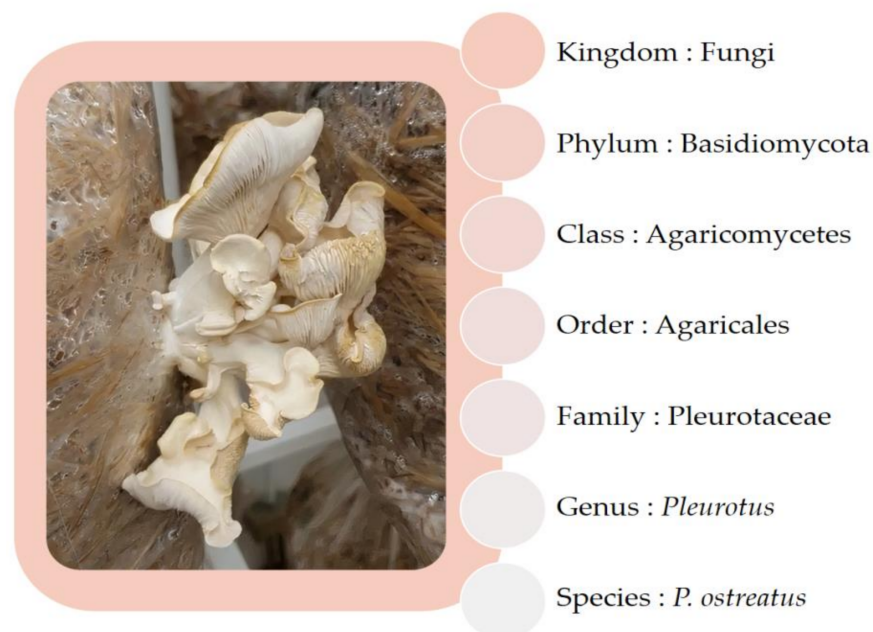 Kingdom : Fungi
Phylum : Basidiomycota
Class : Agaricomycetes
Order : Agaricales
Family : Pleurotaceae
Genus : Pleurotus
Species : P. ostreatus